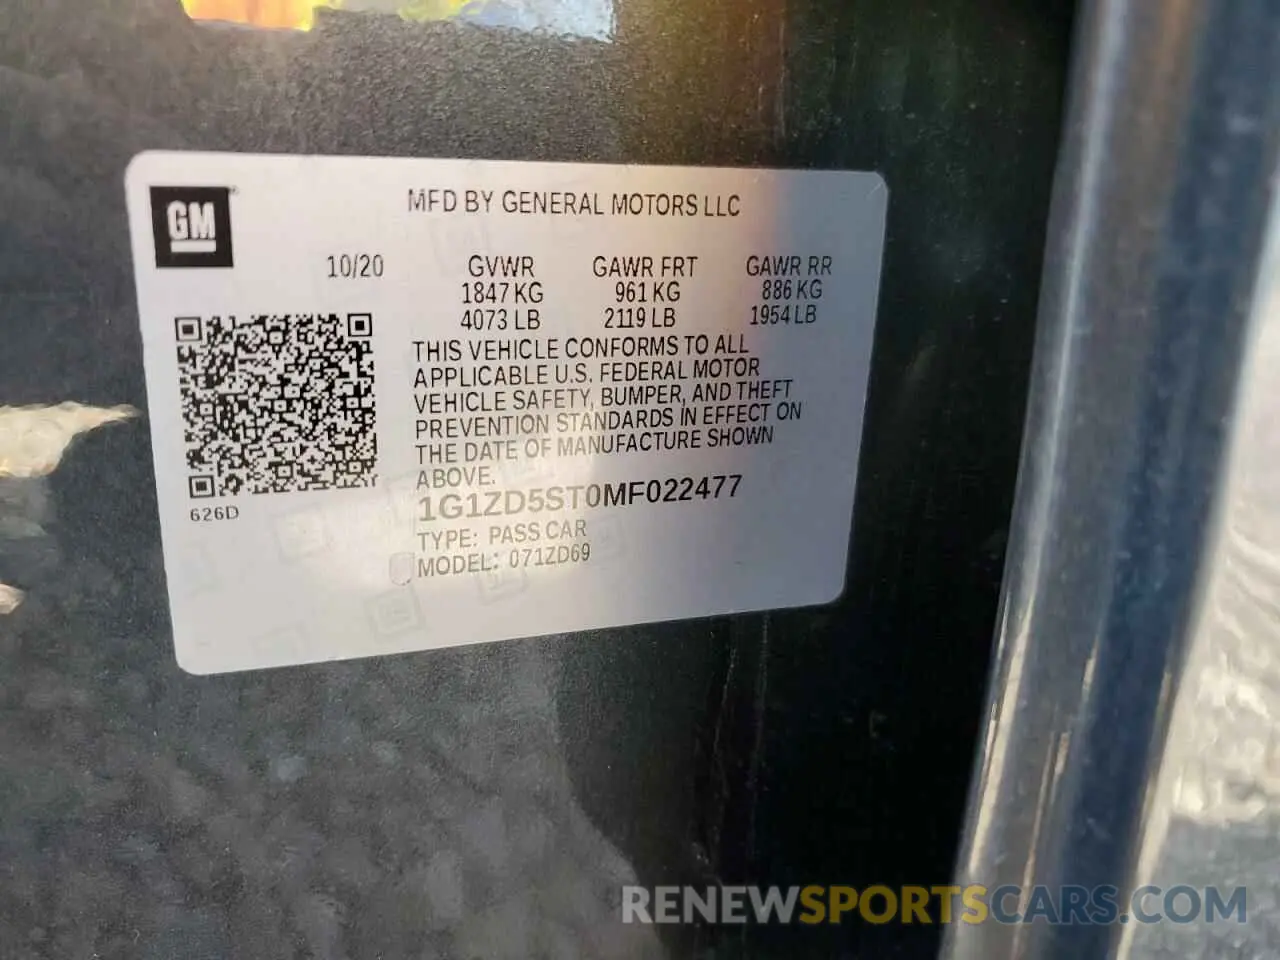 GM
MFD BY GENERAL MOTORS LLC
10/20 GVWR GAWR FRT GAWR RR
1847 KG 961 KG 886 KG
4073 LB 2119 LB 1954 LB
THIS VEHICLE CONFORMS TO ALL
APPLICABLE U.S. FEDERAL MOTOR
VEHICLE SAFETY, BUMPER, AND THEFT
PREVENTION STANDARDS IN EFFECT ON
THE DATE OF MANUFACTURE SHOWN
ABOVE.
626D
1G1ZD5ST0MF022477
TYPE: PASS CAR
MODEL: 071ZD69
RENEWSPORTSCARS.COM